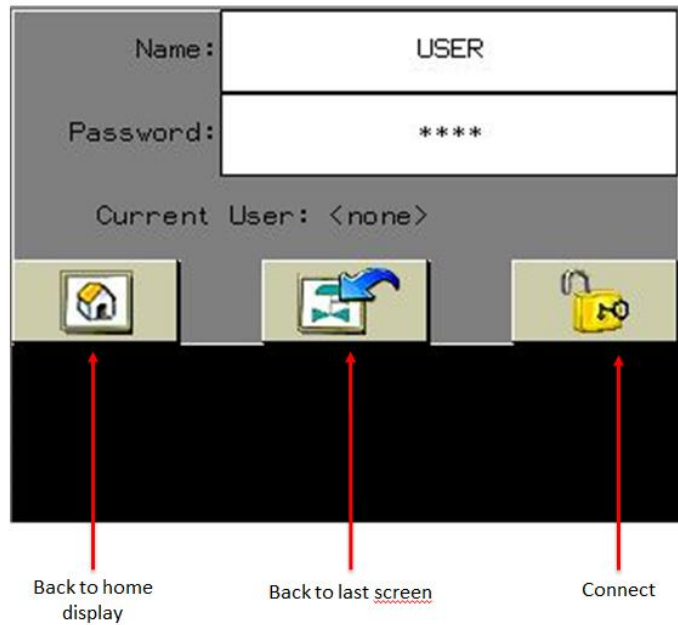 Name: USER
Password: ****
Current User: <none>
Back to home
display
Back to last screen
Connect